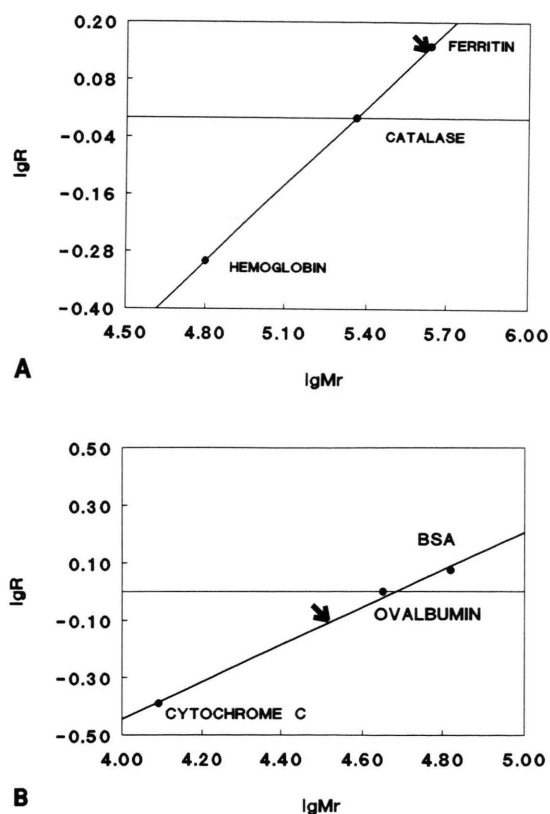 0.20
0.08
-0.04
-0.16
-0.28
-0.40
lgR
FERRITIN
CATALASE
HEMOGLOBIN
4.50 4.80 5.10 5.40 5.70 6.00
A
lgMr
0.50
0.30
0.10
-0.10
-0.30
-0.50
lgR
BSA
OVALBUMIN
CYTOCHROME C
4.00 4.20 4.40 4.60 4.80 5.00
B
lgMr